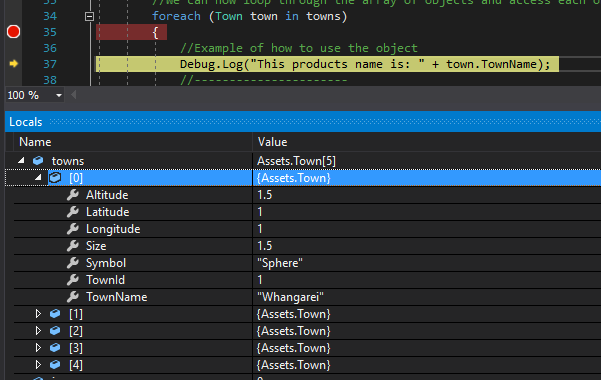 //We can now loop through the array of objects and access each o
34 foreach (Town town in towns)
35 {
36 //Example of how to use the object
37 Debug.Log("This products name is: " + town.TownName);
38 //----------------------
100 %
Locals
Name Value
towns Assets.Town[5]
[0] {Assets.Town}
Altitude 1.5
Latitude 1
Longitude 1
Size 1.5
Symbol "Sphere"
TownId 1
TownName "Whangarei"
[1] {Assets.Town}
[2] {Assets.Town}
[3] {Assets.Town}
[4] {Assets.Town}